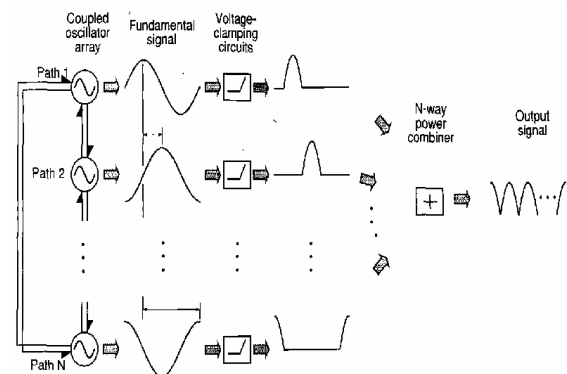 Coupled
oscillator
array
Fundamental
signal
Voltage-
clamping
circuits
Path 1
Path 2
N-way
power
combiner
Output
signal
+
Path N